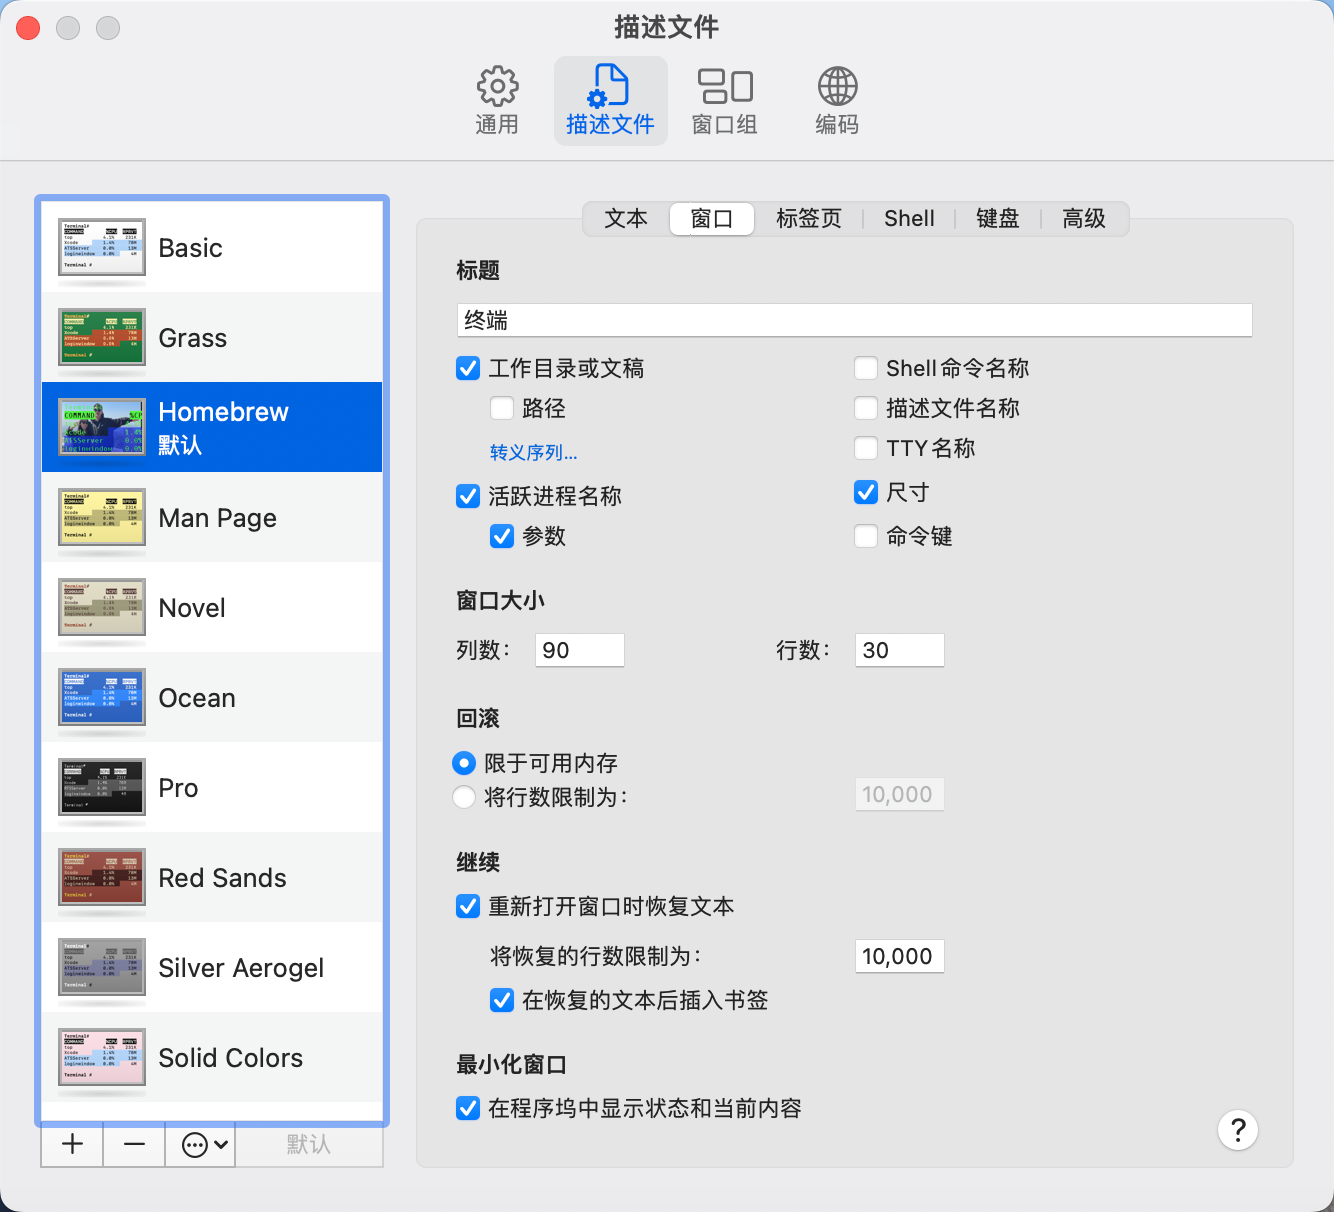 描述文件
通用
描述文件
窗口组
编码
Basic
Grass
Homebrew
默认
Man Page
Novel
Ocean
Pro
Red Sands
Silver Aerogel
Solid Colors
默认
文本
窗口
标签页
Shell
键盘
高级
标题
终端
工作目录或文稿
Shell 命令名称
路径
描述文件名称
转义序列...
TTY 名称
活跃进程名称
尺寸
参数
命令键
窗口大小
列数： 90
行数： 30
回滚
限于可用内存
将行数限制为： 10,000
继续
重新打开窗口时恢复文本
将恢复的行数限制为： 10,000
在恢复的文本后插入书签
最小化窗口
在程序坞中显示状态和当前内容
?